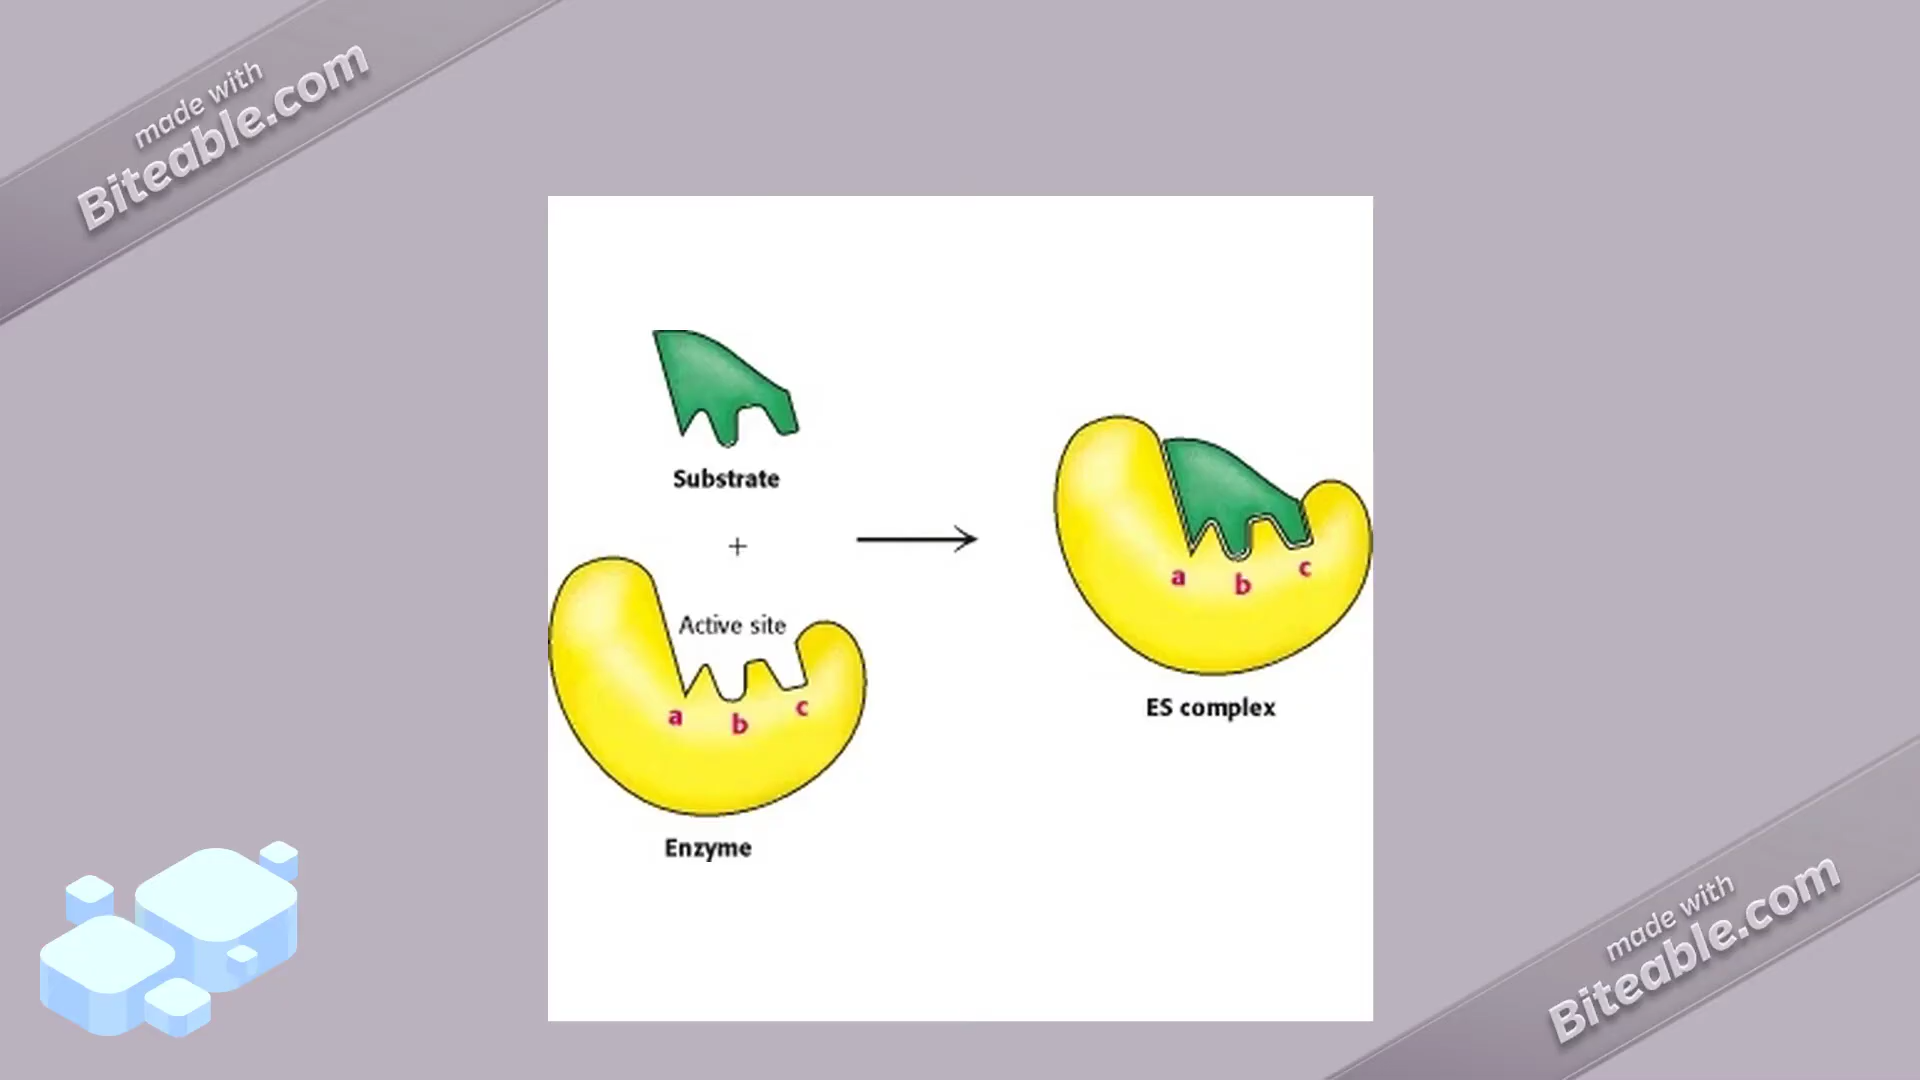 made with
Biteable.com
Substrate
+
Active site
a
b
c
Enzyme
a
b
c
ES complex
made with
Biteable.com